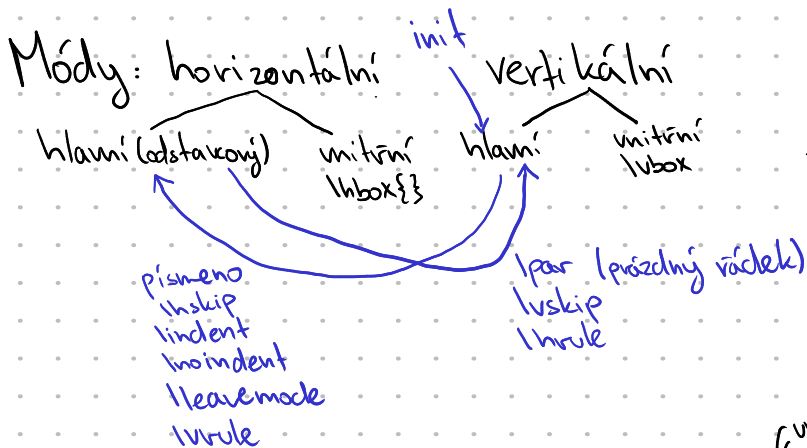 init
Módy: horizontální vertikální
hlavní (odstavcový) vnitřní hlavní vnitřní
\hbox{} \vbox
písmeno
\hskip
\indent
\noindent
\leavemode
\vrule
\par (prázdný řádek)
\vskip
\hrule